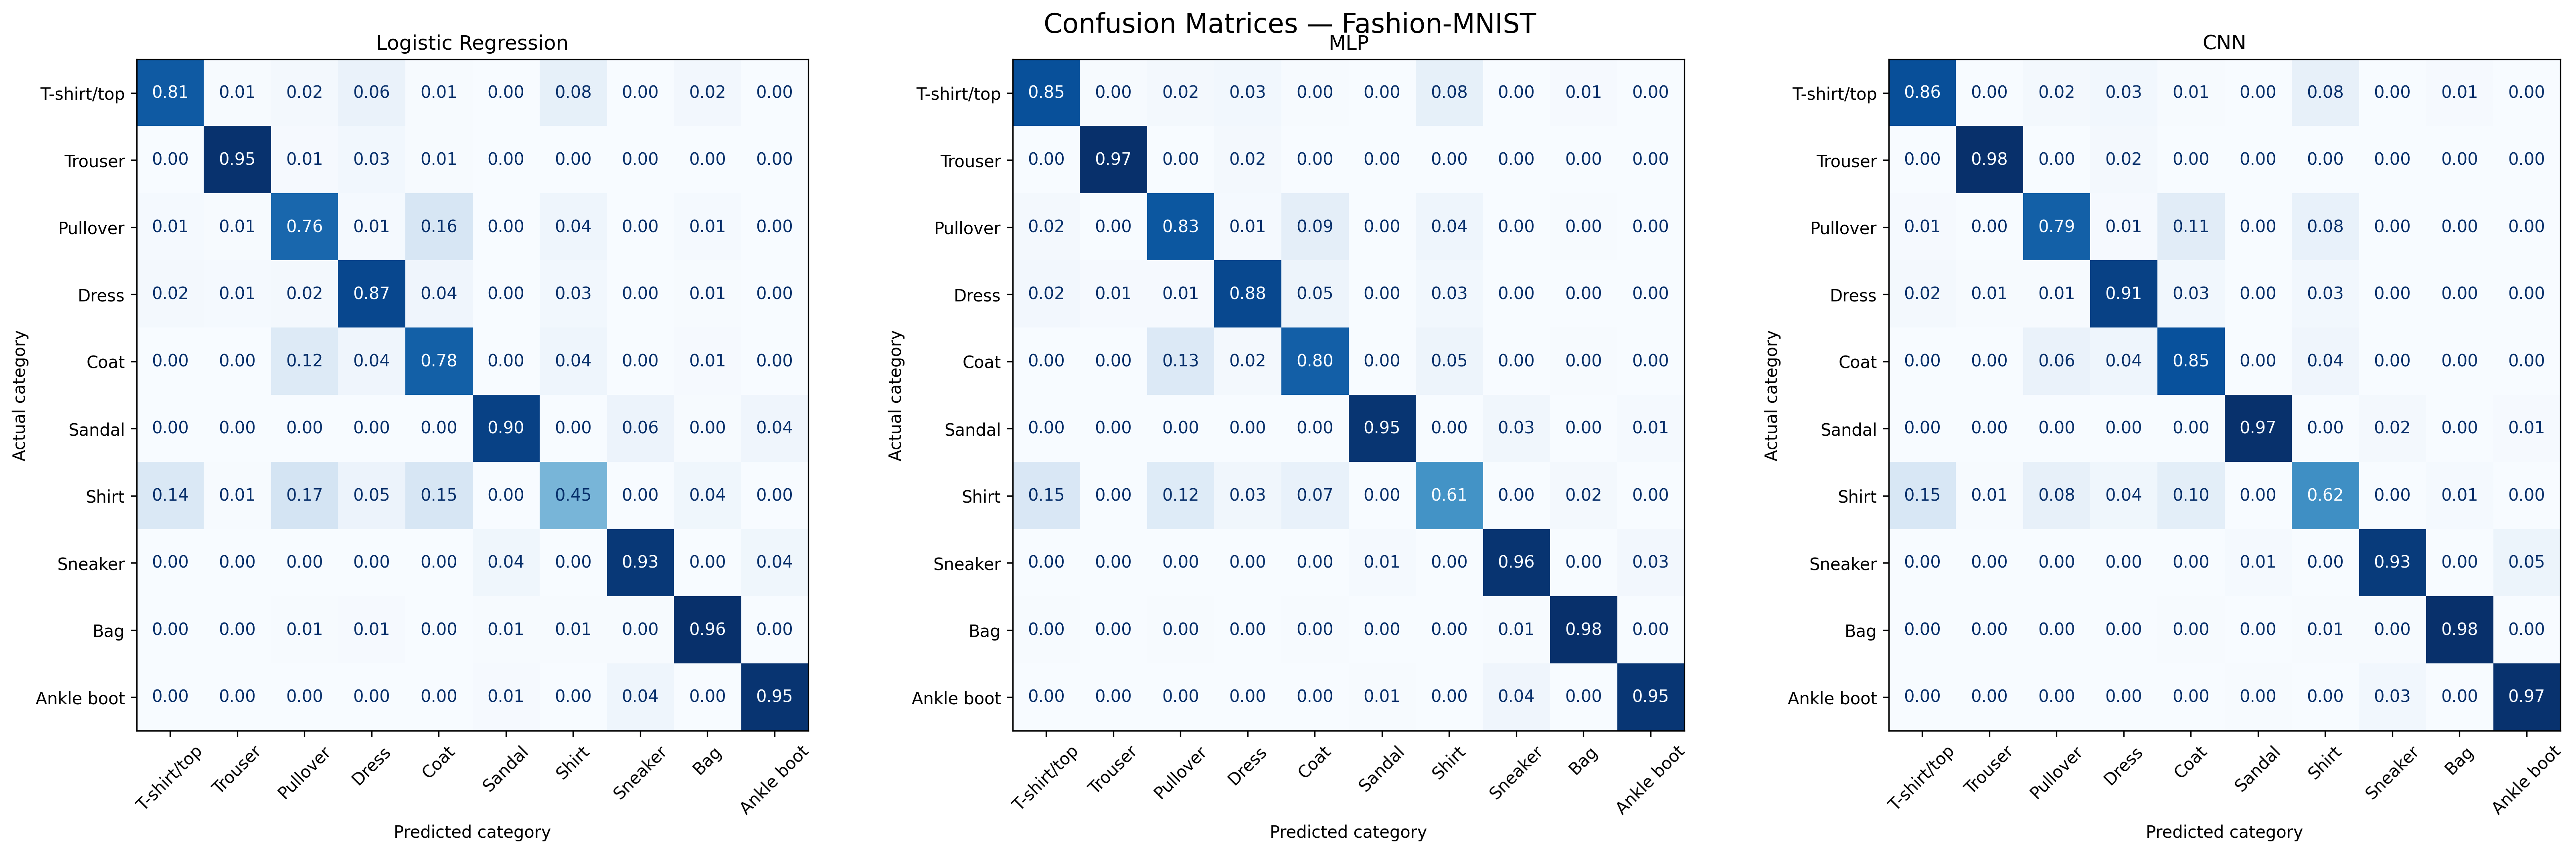 Confusion Matrices — Fashion-MNIST
Logistic Regression
T-shirt/top 0.81 0.01 0.02 0.06 0.01 0.00 0.08 0.00 0.02 0.00
Trouser 0.00 0.95 0.01 0.03 0.01 0.00 0.00 0.00 0.00 0.00
Pullover 0.01 0.01 0.76 0.01 0.16 0.00 0.04 0.00 0.01 0.00
Dress 0.02 0.01 0.02 0.87 0.04 0.00 0.03 0.00 0.01 0.00
Coat 0.00 0.00 0.12 0.04 0.78 0.00 0.04 0.00 0.01 0.00
Sandal 0.00 0.00 0.00 0.00 0.00 0.90 0.00 0.06 0.00 0.04
Shirt 0.14 0.01 0.17 0.05 0.15 0.00 0.45 0.00 0.04 0.00
Sneaker 0.00 0.00 0.00 0.00 0.00 0.04 0.00 0.93 0.00 0.04
Bag 0.00 0.00 0.01 0.01 0.00 0.01 0.01 0.00 0.96 0.00
Ankle boot 0.00 0.00 0.00 0.00 0.00 0.01 0.00 0.04 0.00 0.95
T-shirt/top Trouser Pullover Dress Coat Sandal Shirt Sneaker Bag Ankle boot
Predicted category
Actual category
MLP
T-shirt/top 0.85 0.00 0.02 0.03 0.00 0.00 0.08 0.00 0.01 0.00
Trouser 0.00 0.97 0.00 0.02 0.00 0.00 0.00 0.00 0.00 0.00
Pullover 0.02 0.00 0.83 0.01 0.09 0.00 0.04 0.00 0.00 0.00
Dress 0.02 0.01 0.01 0.88 0.05 0.00 0.03 0.00 0.00 0.00
Coat 0.00 0.00 0.13 0.02 0.80 0.00 0.05 0.00 0.00 0.00
Sandal 0.00 0.00 0.00 0.00 0.00 0.95 0.00 0.03 0.00 0.01
Shirt 0.15 0.00 0.12 0.03 0.07 0.00 0.61 0.00 0.02 0.00
Sneaker 0.00 0.00 0.00 0.00 0.00 0.01 0.00 0.96 0.00 0.03
Bag 0.00 0.00 0.00 0.00 0.00 0.00 0.00 0.01 0.98 0.00
Ankle boot 0.00 0.00 0.00 0.00 0.00 0.01 0.00 0.04 0.00 0.95
T-shirt/top Trouser Pullover Dress Coat Sandal Shirt Sneaker Bag Ankle boot
Predicted category
Actual category
CNN
T-shirt/top 0.86 0.00 0.02 0.03 0.01 0.00 0.08 0.00 0.01 0.00
Trouser 0.00 0.98 0.00 0.02 0.00 0.00 0.00 0.00 0.00 0.00
Pullover 0.01 0.00 0.79 0.01 0.11 0.00 0.08 0.00 0.00 0.00
Dress 0.02 0.01 0.01 0.91 0.03 0.00 0.03 0.00 0.00 0.00
Coat 0.00 0.00 0.06 0.04 0.85 0.00 0.04 0.00 0.00 0.00
Sandal 0.00 0.00 0.00 0.00 0.00 0.97 0.00 0.02 0.00 0.01
Shirt 0.15 0.01 0.08 0.04 0.10 0.00 0.62 0.00 0.01 0.00
Sneaker 0.00 0.00 0.00 0.00 0.00 0.01 0.00 0.93 0.00 0.05
Bag 0.00 0.00 0.00 0.00 0.00 0.00 0.01 0.00 0.98 0.00
Ankle boot 0.00 0.00 0.00 0.00 0.00 0.00 0.00 0.03 0.00 0.97
T-shirt/top Trouser Pullover Dress Coat Sandal Shirt Sneaker Bag Ankle boot
Predicted category
Actual category